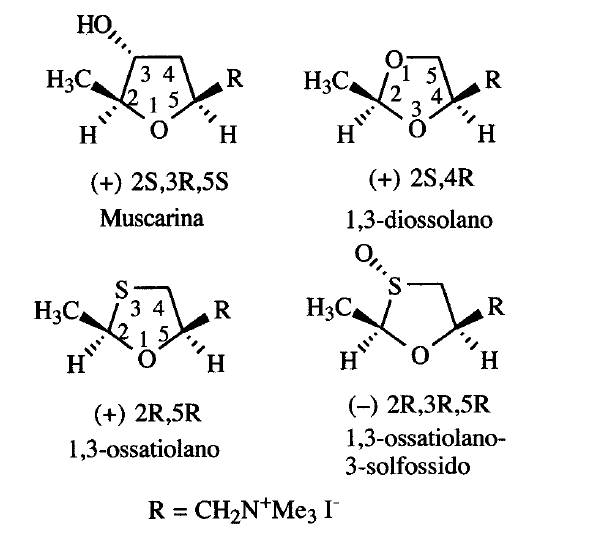 HO
H₃C
3 4
R
2 1 5
H
O
H
(+) 2S,3R,5S
Muscarina
O
1 5
H₃C
R
2 4
3
H
O
H
(+) 2S,4R
1,3-diossolano
S
3 4
H₃C
R
2 1 5
H
O
H
(+) 2R,5R
1,3-ossatiolano
O
S
H₃C
R
H
O
H
(–) 2R,3R,5R
1,3-ossatiolano-
3-solfossido
R = CH₂N⁺Me₃ I⁻